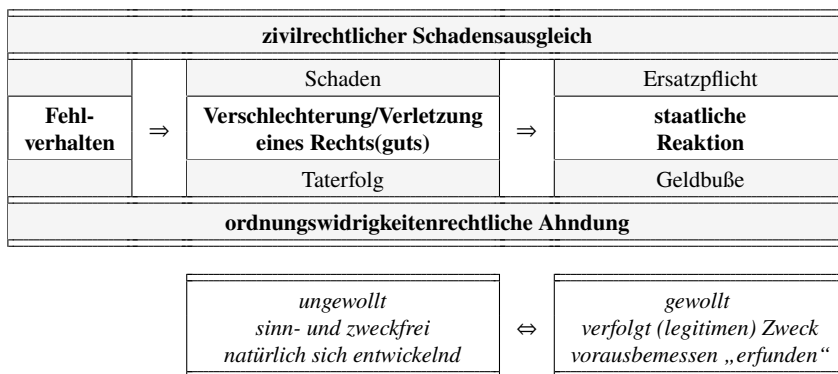 zivilrechtlicher Schadensausgleich
Schaden Ersatzpflicht
Fehl- Verschlechterung/Verletzung staatliche
verhalten ⇒ eines Rechts(guts) ⇒ Reaktion
Taterfolg Geldbuße
ordnungswidrigkeitenrechtliche Ahndung
ungewollt gewollt
sinn- und zweckfrei ⇔ verfolgt (legitimen) Zweck
natürlich sich entwickelnd vorausbemessen „erfunden“